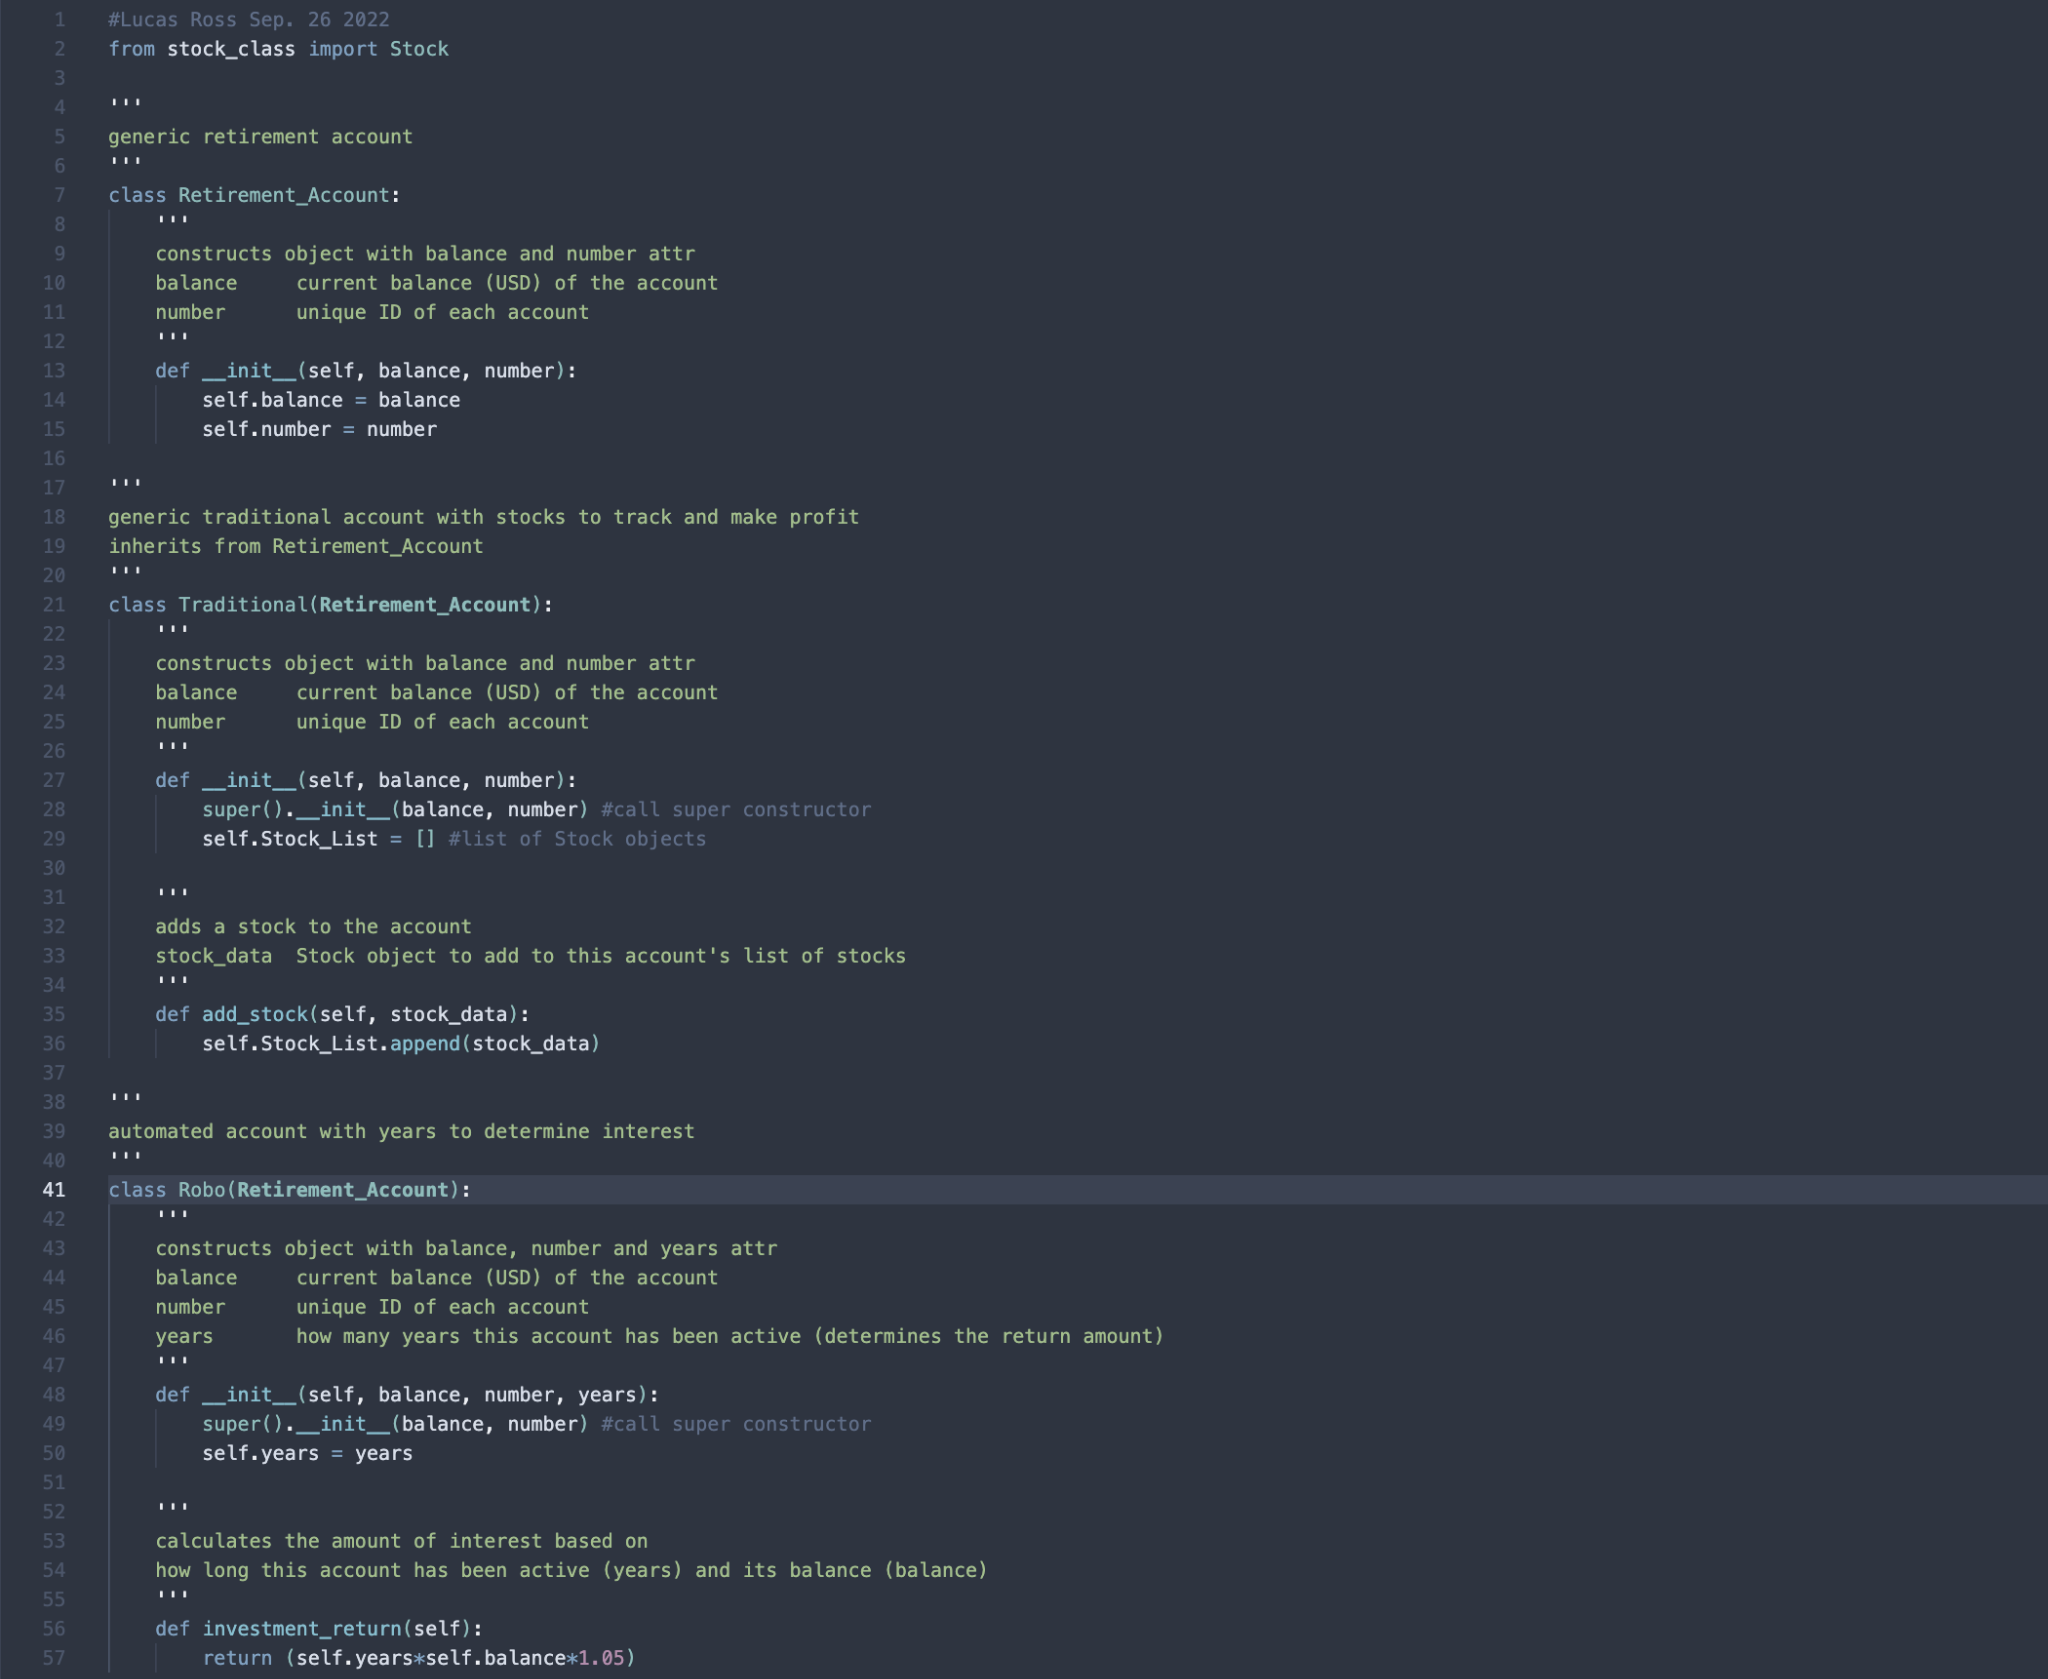 1 #Lucas Ross Sep. 26 2022
2 from stock_class import Stock
3
4 '''
5 generic retirement account
6 '''
7 class Retirement_Account:
8     '''
9     constructs object with balance and number attr
10     balance     current balance (USD) of the account
11     number      unique ID of each account
12     '''
13     def __init__(self, balance, number):
14         self.balance = balance
15         self.number = number
16
17 '''
18 generic traditional account with stocks to track and make profit
19 inherits from Retirement_Account
20 '''
21 class Traditional(Retirement_Account):
22     '''
23     constructs object with balance and number attr
24     balance     current balance (USD) of the account
25     number      unique ID of each account
26     '''
27     def __init__(self, balance, number):
28         super().__init__(balance, number) #call super constructor
29         self.Stock_List = [] #list of Stock objects
30
31     '''
32     adds a stock to the account
33     stock_data  Stock object to add to this account's list of stocks
34     '''
35     def add_stock(self, stock_data):
36         self.Stock_List.append(stock_data)
37
38 '''
39 automated account with years to determine interest
40 '''
41 class Robo(Retirement_Account):
42     '''
43     constructs object with balance, number and years attr
44     balance     current balance (USD) of the account
45     number      unique ID of each account
46     years       how many years this account has been active (determines the return amount)
47     '''
48     def __init__(self, balance, number, years):
49         super().__init__(balance, number) #call super constructor
50         self.years = years
51
52     '''
53     calculates the amount of interest based on
54     how long this account has been active (years) and its balance (balance)
55     '''
56     def investment_return(self):
57         return (self.years*self.balance*1.05)